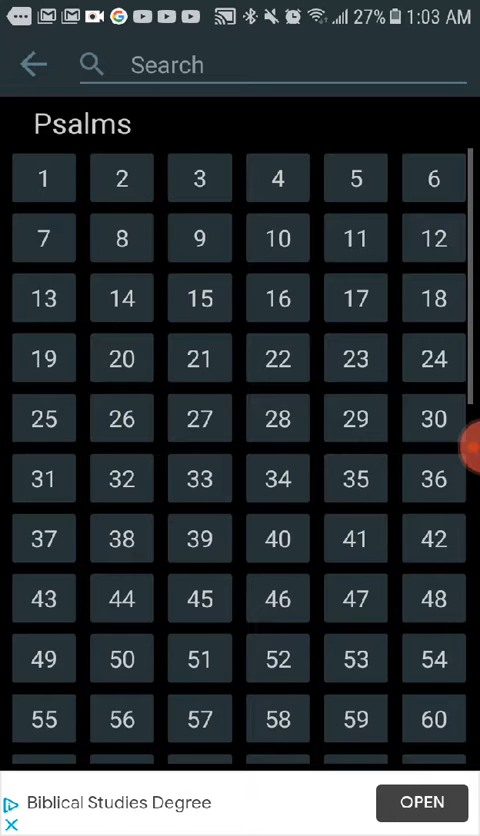 27% 1:03 AM
Search
Psalms
1 2 3 4 5 6
7 8 9 10 11 12
13 14 15 16 17 18
19 20 21 22 23 24
25 26 27 28 29 30
31 32 33 34 35 36
37 38 39 40 41 42
43 44 45 46 47 48
49 50 51 52 53 54
55 56 57 58 59 60
Biblical Studies Degree OPEN